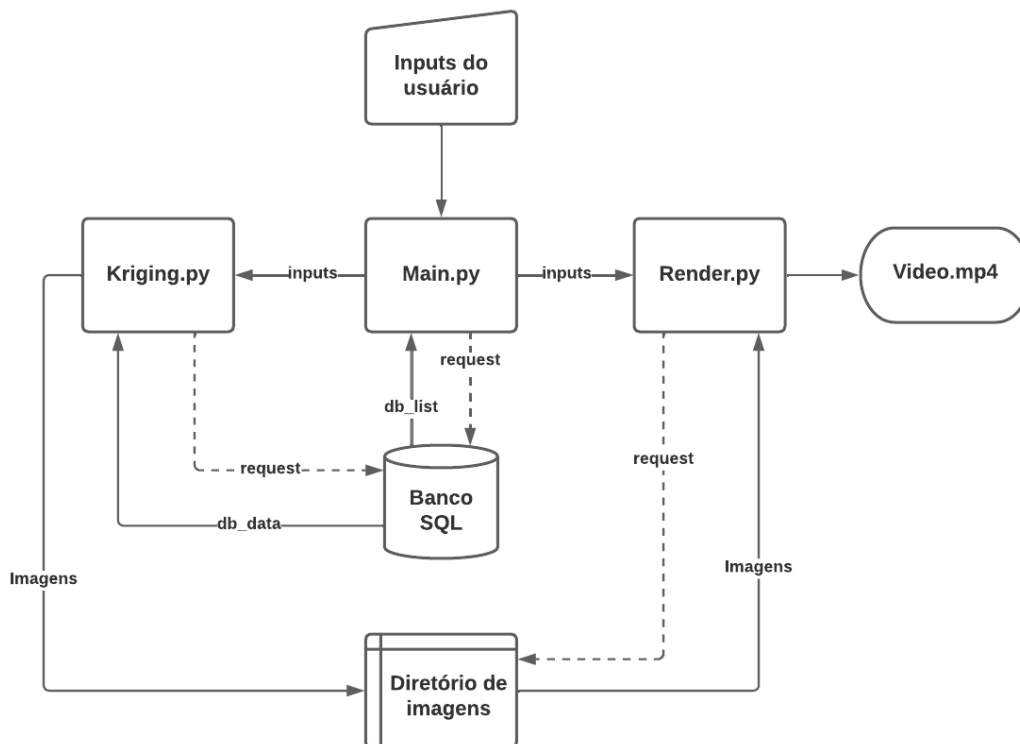 Inputs do
usuário
Kriging.py
inputs
Main.py
inputs
Render.py
Video.mp4
request
db_list
request
request
Banco
SQL
db_data
Imagens
Imagens
Diretório de
imagens